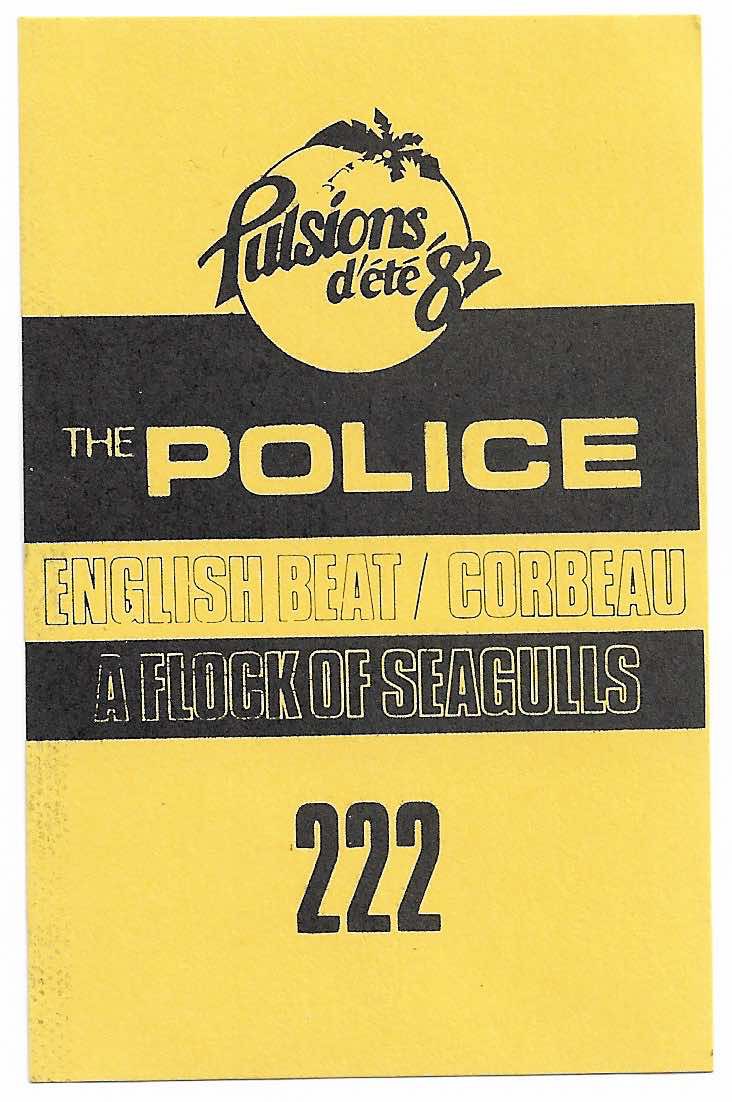 Pulsions
d'été '82
THE POLICE
ENGLISH BEAT / CORBEAU
A FLOCK OF SEAGULLS
222